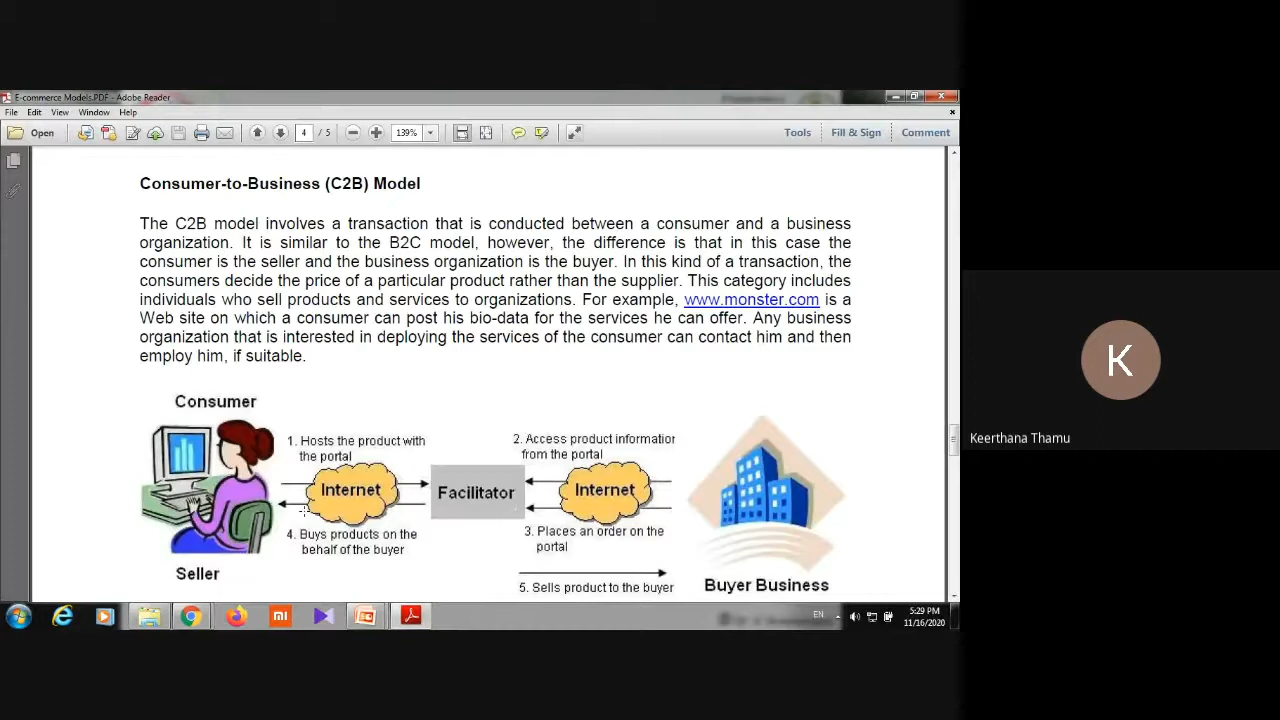 E-commerce Models.PDF - Adobe Reader
File Edit View Window Help
Open 4 / 5 139% Tools Fill & Sign Comment
Consumer-to-Business (C2B) Model
The C2B model involves a transaction that is conducted between a consumer and a business
organization. It is similar to the B2C model, however, the difference is that in this case the
consumer is the seller and the business organization is the buyer. In this kind of a transaction, the
consumers decide the price of a particular product rather than the supplier. This category includes
individuals who sell products and services to organizations. For example, www.monster.com is a
Web site on which a consumer can post his bio-data for the services he can offer. Any business
organization that is interested in deploying the services of the consumer can contact him and then
employ him, if suitable.
Consumer
1. Hosts the product with
the portal
Internet
4. Buys products on the
behalf of the buyer
Seller
Facilitator
2. Access product information
from the portal
Internet
3. Places an order on the
portal
5. Sells product to the buyer
Buyer Business
EN
5:29 PM
11/16/2020
mi
K
Keerthana Thamu